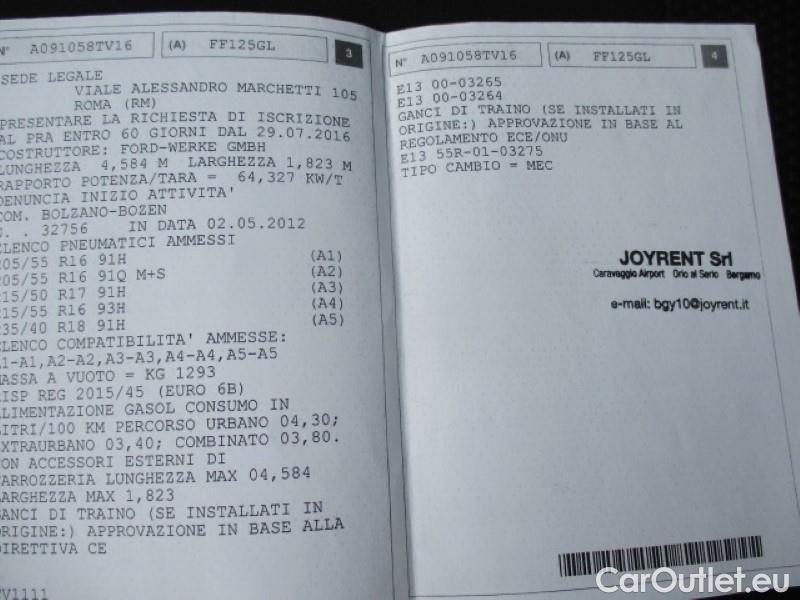 N° A091058TV16 (A) FF125GL 3
SEDE LEGALE
VIALE ALESSANDRO MARCHETTI 105
ROMA (RM)
PRESENTARE LA RICHIESTA DI ISCRIZIONE
AL PRA ENTRO 60 GIORNI DAL 29.07.2016
COSTRUTTORE: FORD-WERKE GMBH
LUNGHEZZA 4,584 M LARGHEZZA 1,823 M
RAPPORTO POTENZA/TARA = 64,327 KW/T
DENUNCIA INIZIO ATTIVITA'
COM. BOLZANO-BOZEN
. . 32756 IN DATA 02.05.2012
ELENCO PNEUMATICI AMMESSI
205/55 R16 91H (A1)
205/55 R16 91Q M+S (A2)
215/50 R17 91H (A3)
215/55 R16 93H (A4)
235/40 R18 91H (A5)
ELENCO COMPATIBILITA' AMMESSE:
A1-A1,A2-A2,A3-A3,A4-A4,A5-A5
MASSA A VUOTO = KG 1293
RISP REG 2015/45 (EURO 6B)
ALIMENTAZIONE GASOL CONSUMO IN
LITRI/100 KM PERCORSO URBANO 04,30;
EXTRAURBANO 03,40; COMBINATO 03,80.
CON ACCESSORI ESTERNI DI
CARROZZERIA LUNGHEZZA MAX 04,584
LARGHEZZA MAX 1,823
GANCI DI TRAINO (SE INSTALLATI IN
ORIGINE:) APPROVAZIONE IN BASE ALLA
DIRETTIVA CE
TV1111
N° A091058TV16 (A) FF125GL 4
E13 00-03265
E13 00-03264
GANCI DI TRAINO (SE INSTALLATI IN
ORIGINE:) APPROVAZIONE IN BASE AL
REGOLAMENTO ECE/ONU
E13 55R-01-03275
TIPO CAMBIO = MEC
JOYRENT Srl
Caravaggio Airport Orio al Serio Bergamo
e-mail: bgy10@joyrent.it
CarOutlet.eu